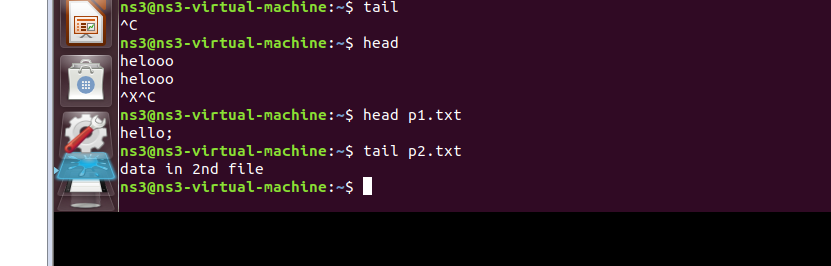 ns3@ns3-virtual-machine:~$ tail
^C
ns3@ns3-virtual-machine:~$ head
helooo
helooo
^X^C
ns3@ns3-virtual-machine:~$ head p1.txt
hello;
ns3@ns3-virtual-machine:~$ tail p2.txt
data in 2nd file
ns3@ns3-virtual-machine:~$